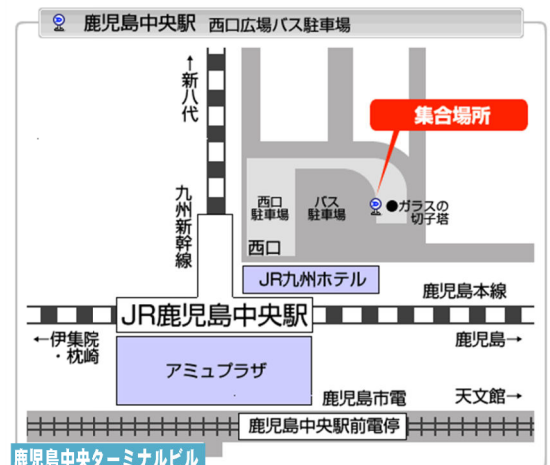 鹿児島中央駅 西口広場バス駐車場
↑新八代
集合場所
九州新幹線
西口
駐車場
バス
駐車場
●ガラスの
切子塔
西口
JR九州ホテル
鹿児島本線
JR鹿児島中央駅
←伊集院
・枕崎
鹿児島→
アミュプラザ
鹿児島市電
天文館→
鹿児島中央駅前電停
鹿児島中央ターミナルビル